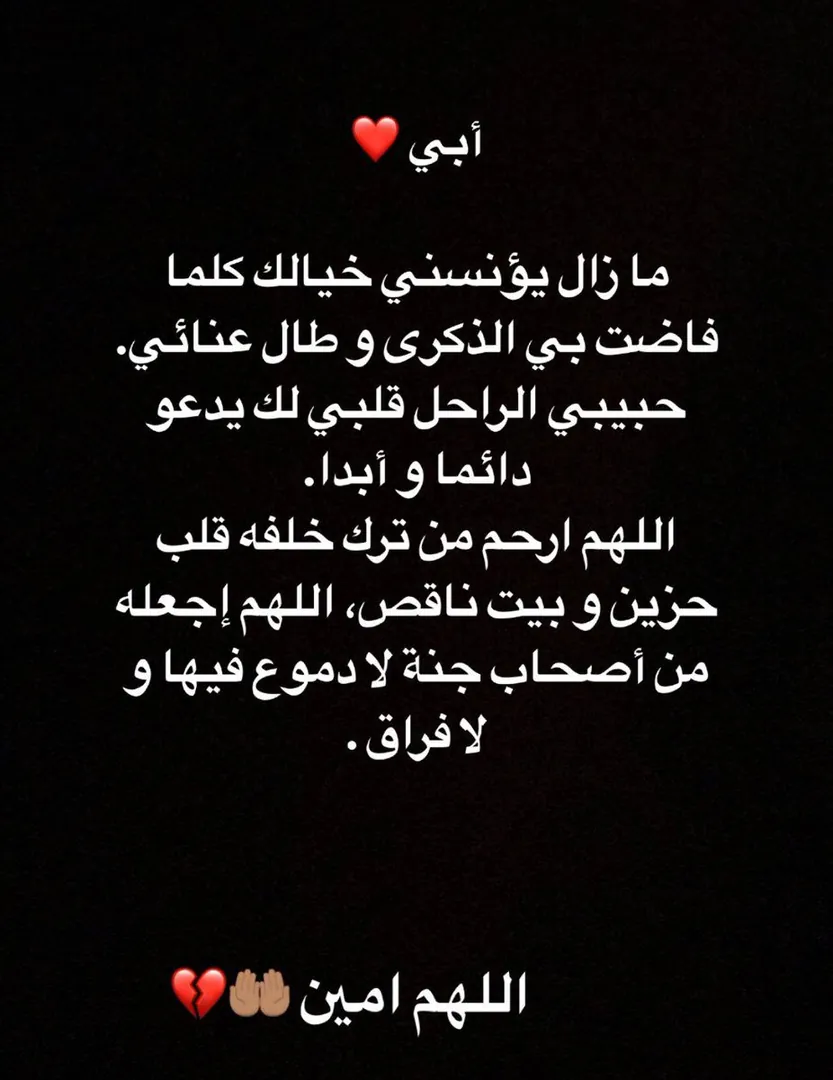 أبي ❤️
ما زال يؤنسني خيالك كلما
فاضت بي الذكرى و طال عنائي.
حبيبي الراحل قلبي لك يدعو
دائما و أبدا.
اللهم ارحم من ترك خلفه قلب
حزين و بيت ناقص، اللهم إجعله
من أصحاب جنة لا دموع فيها و
لا فراق .
اللهم امين 🤲🏽💔